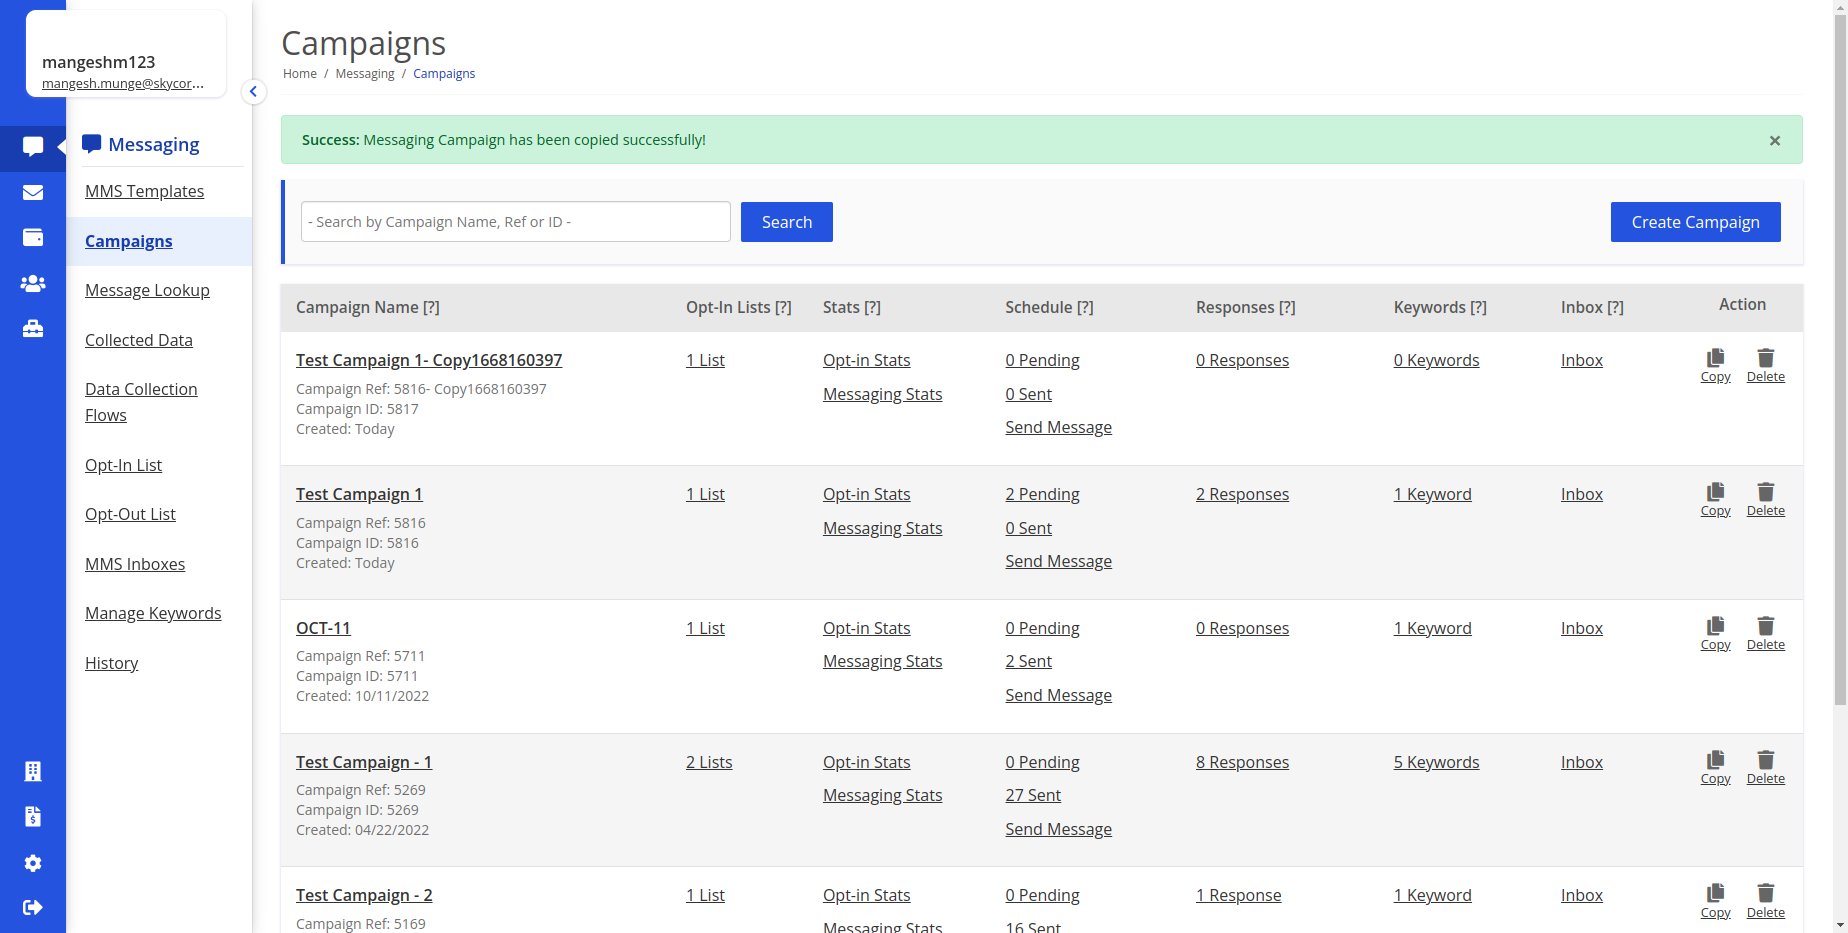 mangeshm123
mangesh.munge@skycor...
Messaging
MMS Templates
Campaigns
Message Lookup
Collected Data
Data Collection
Flows
Opt-In List
Opt-Out List
MMS Inboxes
Manage Keywords
History
Campaigns
Home / Messaging / Campaigns
Success: Messaging Campaign has been copied successfully! ×
- Search by Campaign Name, Ref or ID - Search Create Campaign
Campaign Name [?] Opt-In Lists [?] Stats [?] Schedule [?] Responses [?] Keywords [?] Inbox [?] Action
Test Campaign 1- Copy1668160397 1 List Opt-in Stats 0 Pending 0 Responses 0 Keywords Inbox Copy Delete
Campaign Ref: 5816- Copy1668160397 Messaging Stats 0 Sent
Campaign ID: 5817
Created: Today Send Message
Test Campaign 1 1 List Opt-in Stats 2 Pending 2 Responses 1 Keyword Inbox Copy Delete
Campaign Ref: 5816 Messaging Stats 0 Sent
Campaign ID: 5816
Created: Today Send Message
OCT-11 1 List Opt-in Stats 0 Pending 0 Responses 1 Keyword Inbox Copy Delete
Campaign Ref: 5711 Messaging Stats 2 Sent
Campaign ID: 5711
Created: 10/11/2022 Send Message
Test Campaign - 1 2 Lists Opt-in Stats 0 Pending 8 Responses 5 Keywords Inbox Copy Delete
Campaign Ref: 5269 Messaging Stats 27 Sent
Campaign ID: 5269
Created: 04/22/2022 Send Message
Test Campaign - 2 1 List Opt-in Stats 0 Pending 1 Response 1 Keyword Inbox Copy Delete
Campaign Ref: 5169 Messaging Stats 16 Sent